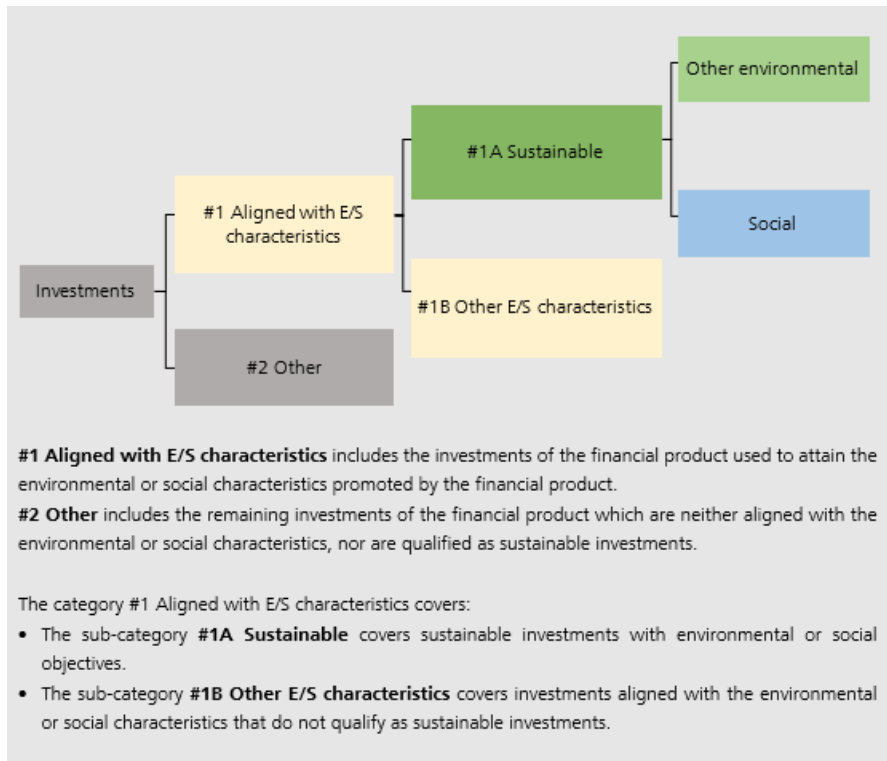 Other environmental
#1A Sustainable
#1 Aligned with E/S
characteristics
Social
Investments
#1B Other E/S characteristics
#2 Other
#1 Aligned with E/S characteristics includes the investments of the financial product used to attain the
environmental or social characteristics promoted by the financial product.
#2 Other includes the remaining investments of the financial product which are neither aligned with the
environmental or social characteristics, nor are qualified as sustainable investments.
The category #1 Aligned with E/S characteristics covers:
• The sub-category #1A Sustainable covers sustainable investments with environmental or social
objectives.
• The sub-category #1B Other E/S characteristics covers investments aligned with the environmental
or social characteristics that do not qualify as sustainable investments.